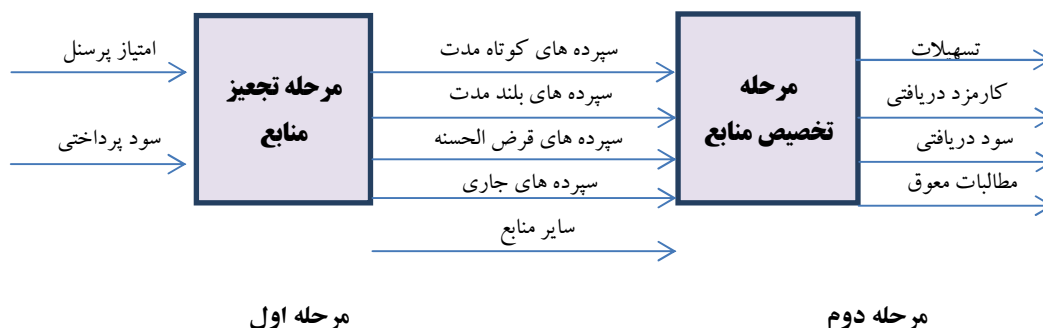 امتیاز پرسنل
سود پرداختی
مرحله تجعیز
منابع
سپرده های کوتاه مدت
سپرده های بلند مدت
سپرده های قرض الحسنه
سپرده های جاری
سایر منابع
مرحله
تخصیص منابع
تسهیلات
کارمزد دریافتی
سود دریافتی
مطالبات معوق
مرحله اول
مرحله دوم